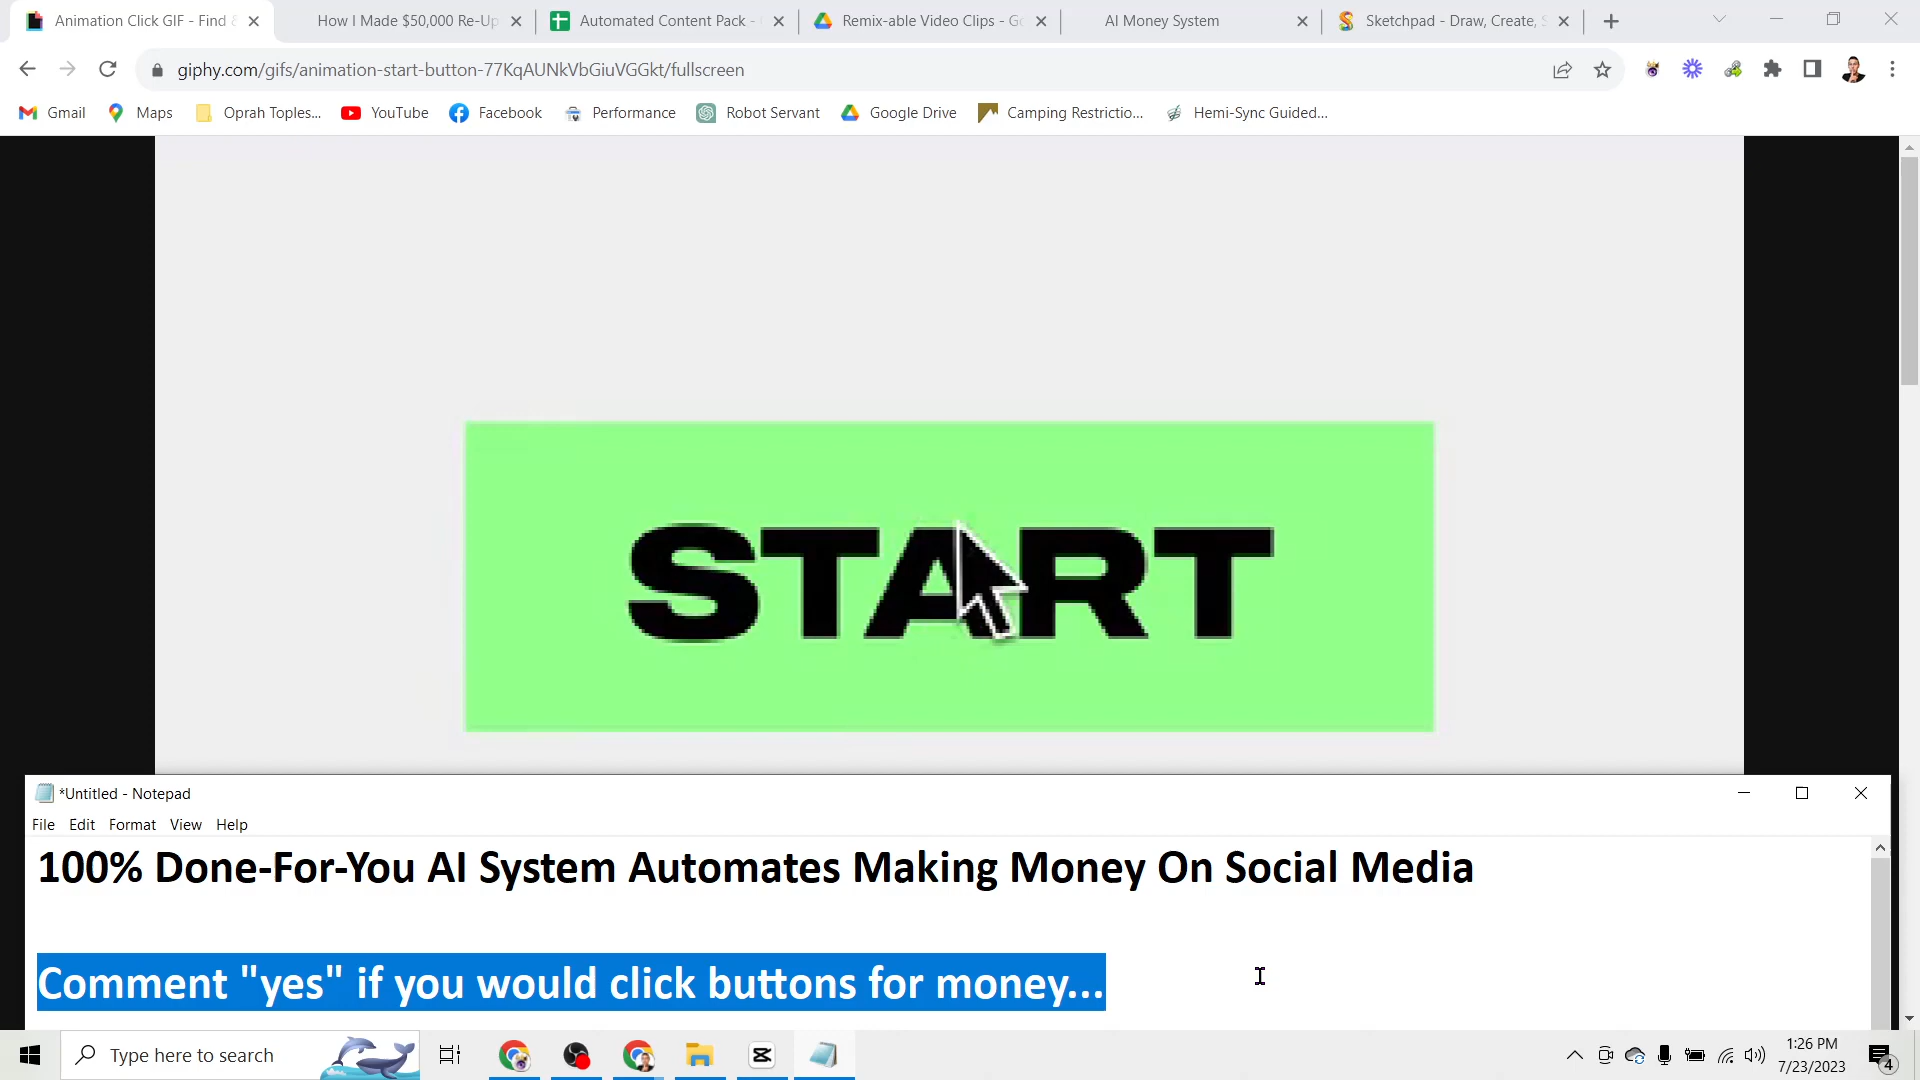 Animation Click GIF - Find &
How I Made $50,000 Re-Up
Automated Content Pack -
Remix-able Video Clips - Go
AI Money System
Sketchpad - Draw, Create, S
giphy.com/gifs/animation-start-button-77KqAUNkVbGiuVGGkt/fullscreen
Gmail
Maps
Oprah Toples...
YouTube
Facebook
Performance
Robot Servant
Google Drive
Camping Restrictio...
Hemi-Sync Guided...
START
*Untitled - Notepad
File Edit Format View Help
100% Done-For-You AI System Automates Making Money On Social Media
Comment "yes" if you would click buttons for money...
Type here to search
1:26 PM
7/23/2023
4